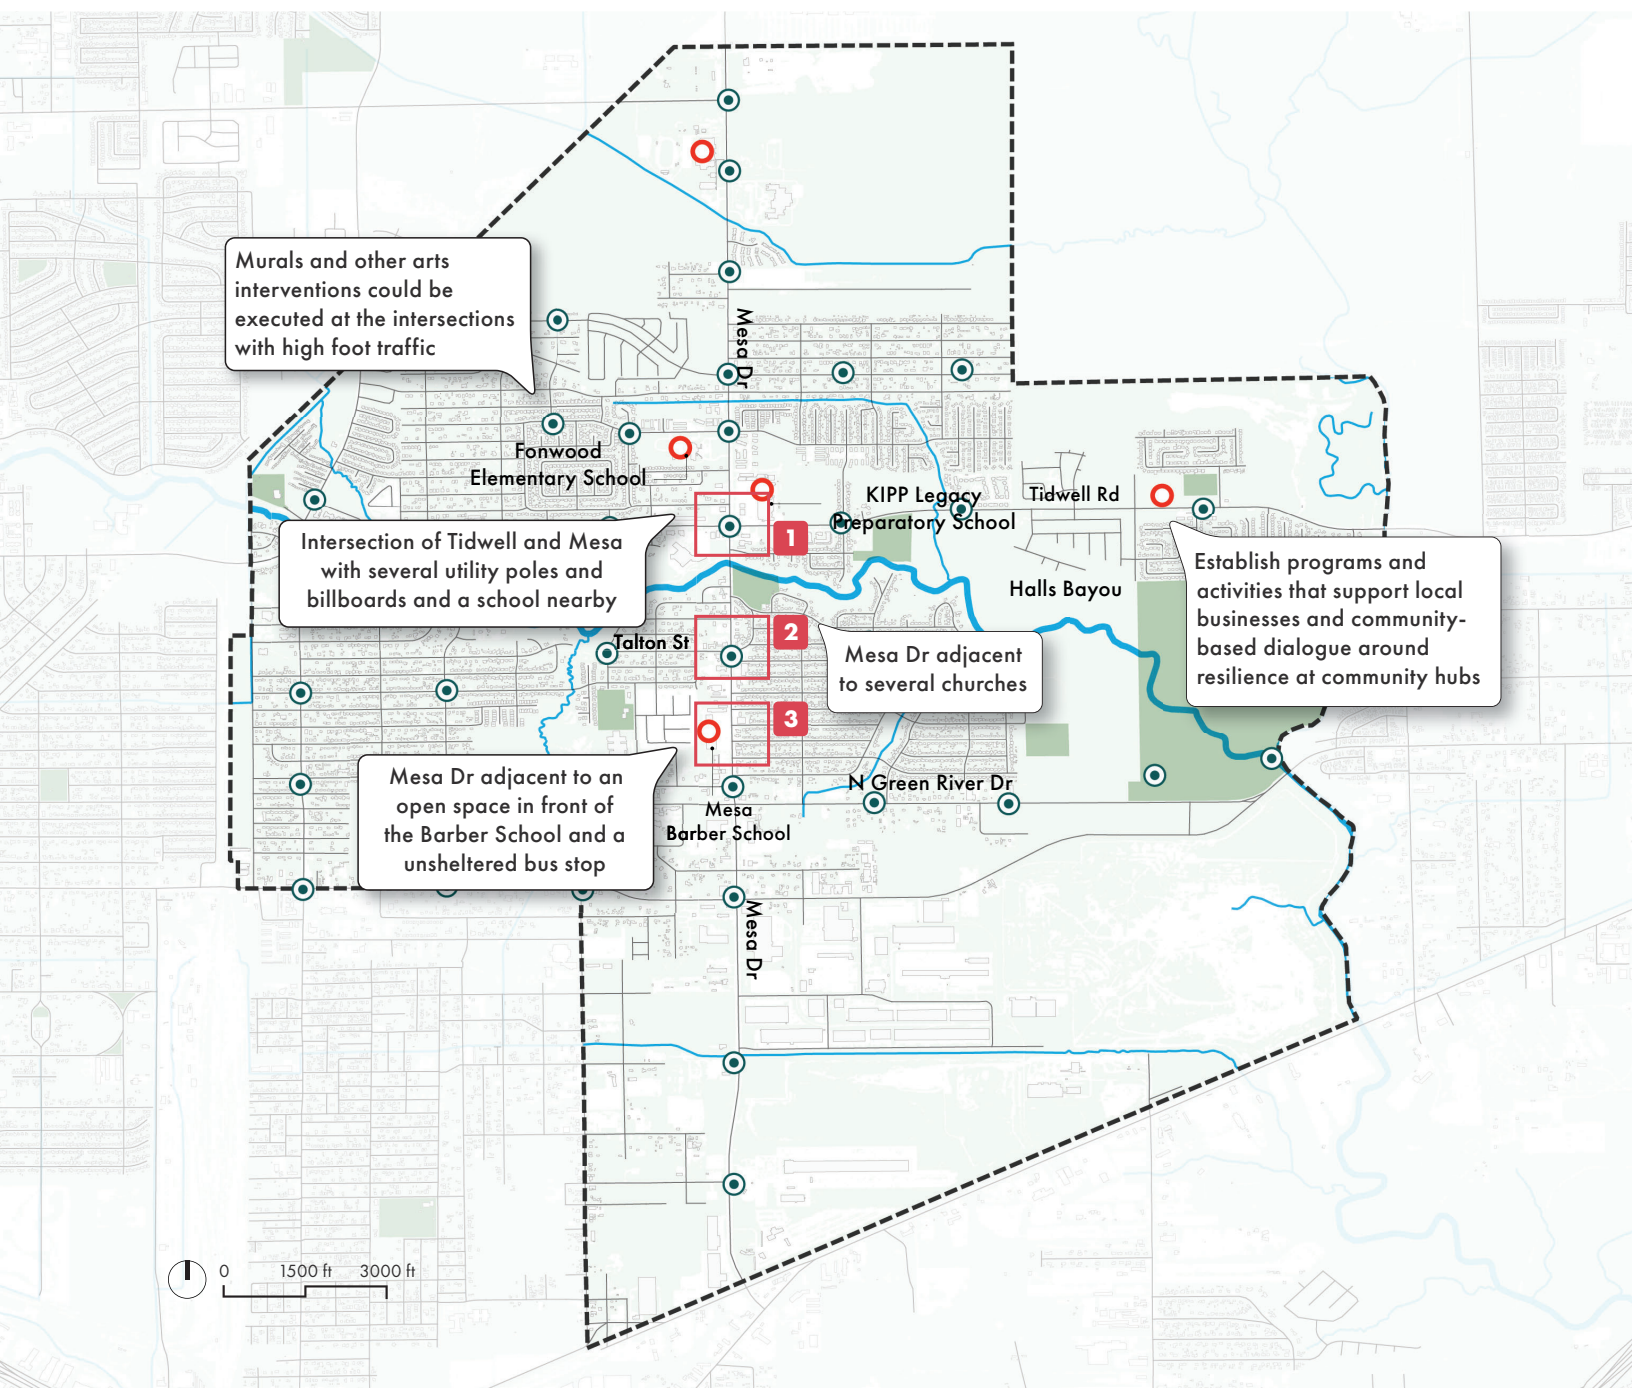 Murals and other arts
interventions could be
executed at the intersections
with high foot traffic
Mesa Dr
Fonwood
Elementary School
KIPP Legacy
Preparatory School
Tidwell Rd
1
Intersection of Tidwell and Mesa
with several utility poles and
billboards and a school nearby
Establish programs and
activities that support local
businesses and community-
based dialogue around
resilience at community hubs
Halls Bayou
2
Talton St
Mesa Dr adjacent
to several churches
3
Mesa Dr adjacent to an
open space in front of
the Barber School and a
unsheltered bus stop
N Green River Dr
Mesa
Barber School
Mesa Dr
0 1500 ft 3000 ft